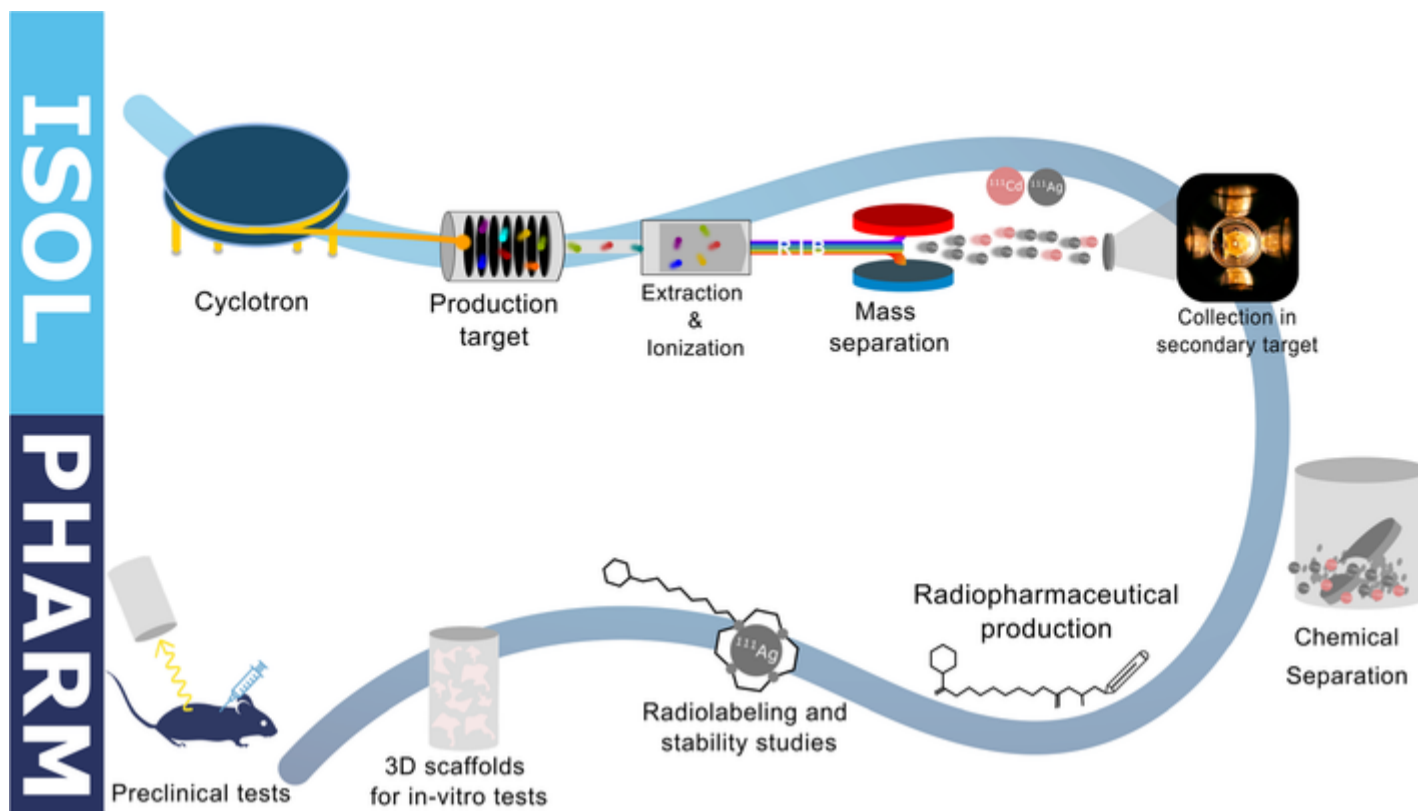 ISOL
PHARM
Cyclotron
Production
target
Extraction
&
Ionization
RIB
Mass
separation
¹¹¹Cd
¹¹¹Ag
Collection in
secondary target
Chemical
Separation
Radiopharmaceutical
production
¹¹¹Ag
Radiolabeling and
stability studies
3D scaffolds
for in-vitro tests
Preclinical tests